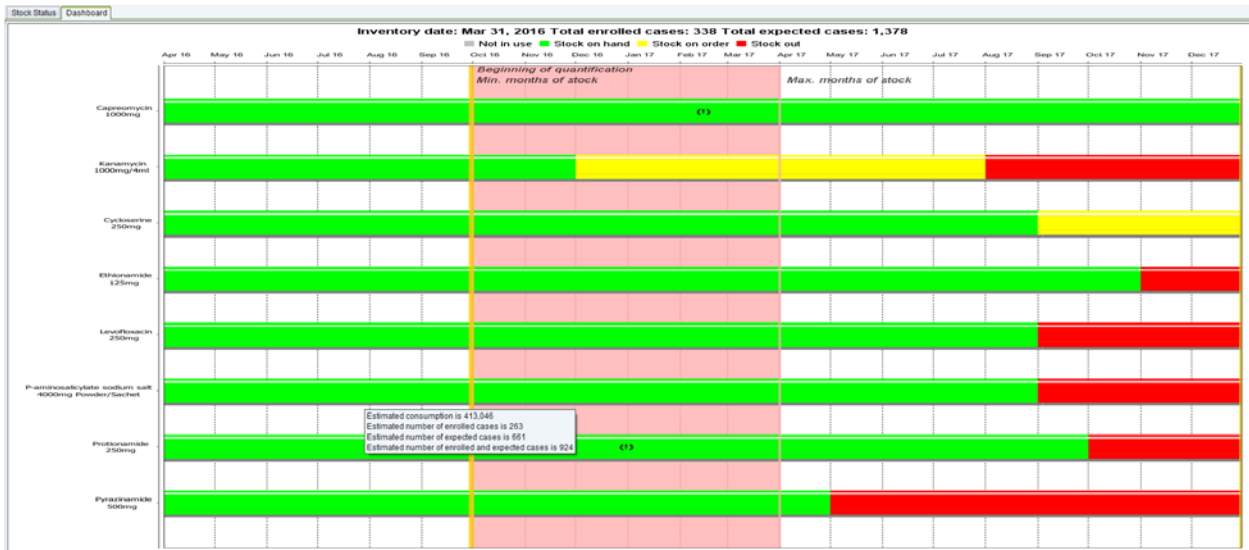 Stock Status Dashboard
Inventory date: Mar 31, 2016 Total enrolled cases: 338 Total expected cases: 1,378
Not in use Stock on hand Stock on order Stock out
Apr 16 May 16 Jun 16 Jul 16 Aug 16 Sep 16 Oct 16 Nov 16 Dec 16 Jan 17 Feb 17 Mar 17 Apr 17 May 17 Jun 17 Jul 17 Aug 17 Sep 17 Oct 17 Nov 17 Dec 17
Beginning of quantification
Min. months of stock Max. months of stock
Capreomycin
1000mg
(!)
Kanamycin
1000mg/4ml
Cycloserine
250mg
Ethionamide
125mg
Levofloxacin
250mg
P-aminosalicylate sodium salt
4000mg Powder/Sachet
Estimated consumption is 413,046
Estimated number of enrolled cases is 263
Estimated number of expected cases is 661
Estimated number of enrolled and expected cases is 924
Protionamide
250mg
(!)
Pyrazinamide
500mg